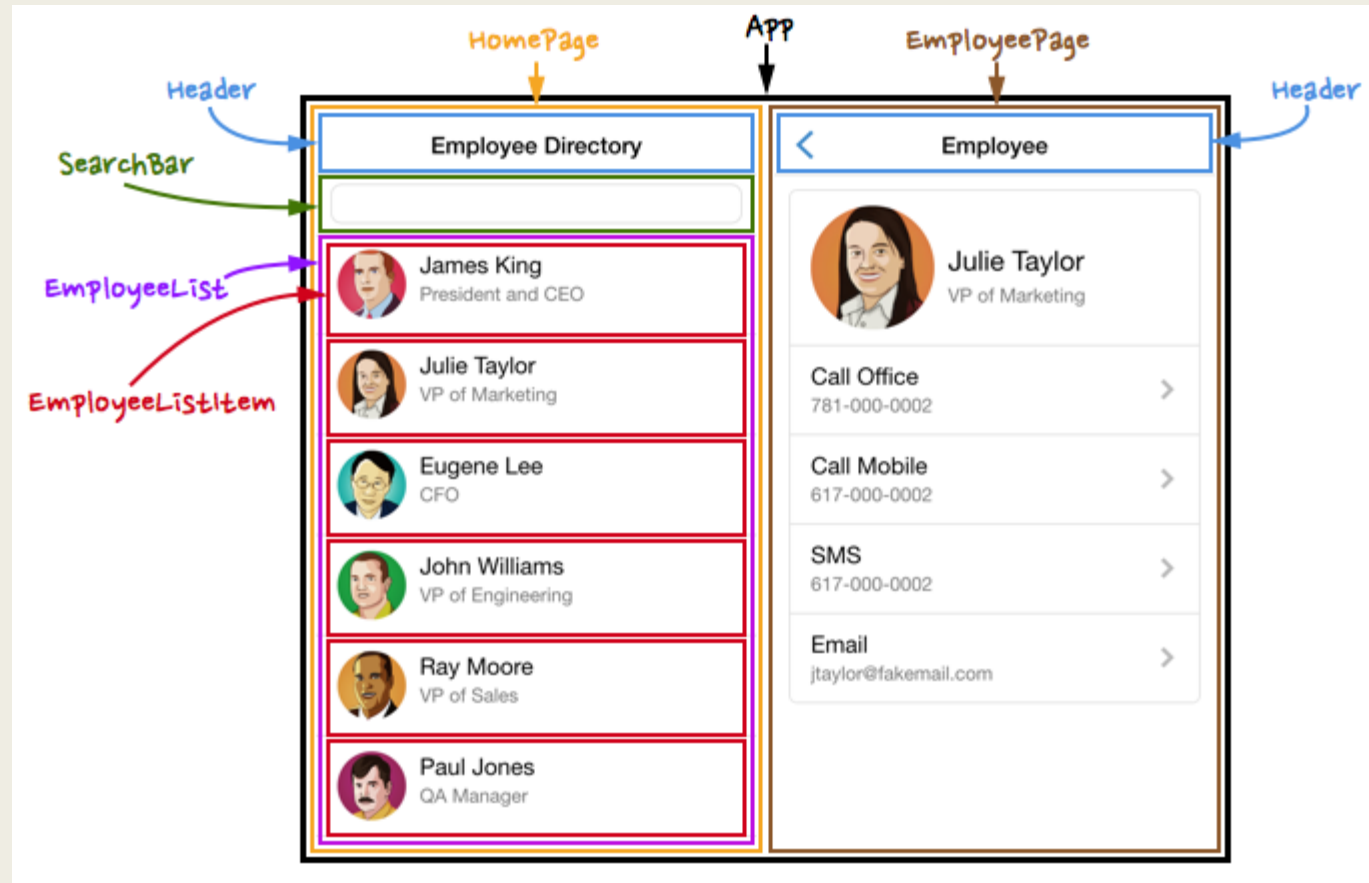 App
HomePage
EmployeePage
Header
Header
SearchBar
EmployeeList
EmployeeListItem
Employee Directory
James King
President and CEO
Julie Taylor
VP of Marketing
Eugene Lee
CFO
John Williams
VP of Engineering
Ray Moore
VP of Sales
Paul Jones
QA Manager
Employee
Julie Taylor
VP of Marketing
Call Office
781-000-0002
Call Mobile
617-000-0002
SMS
617-000-0002
Email
jtaylor@fakemail.com